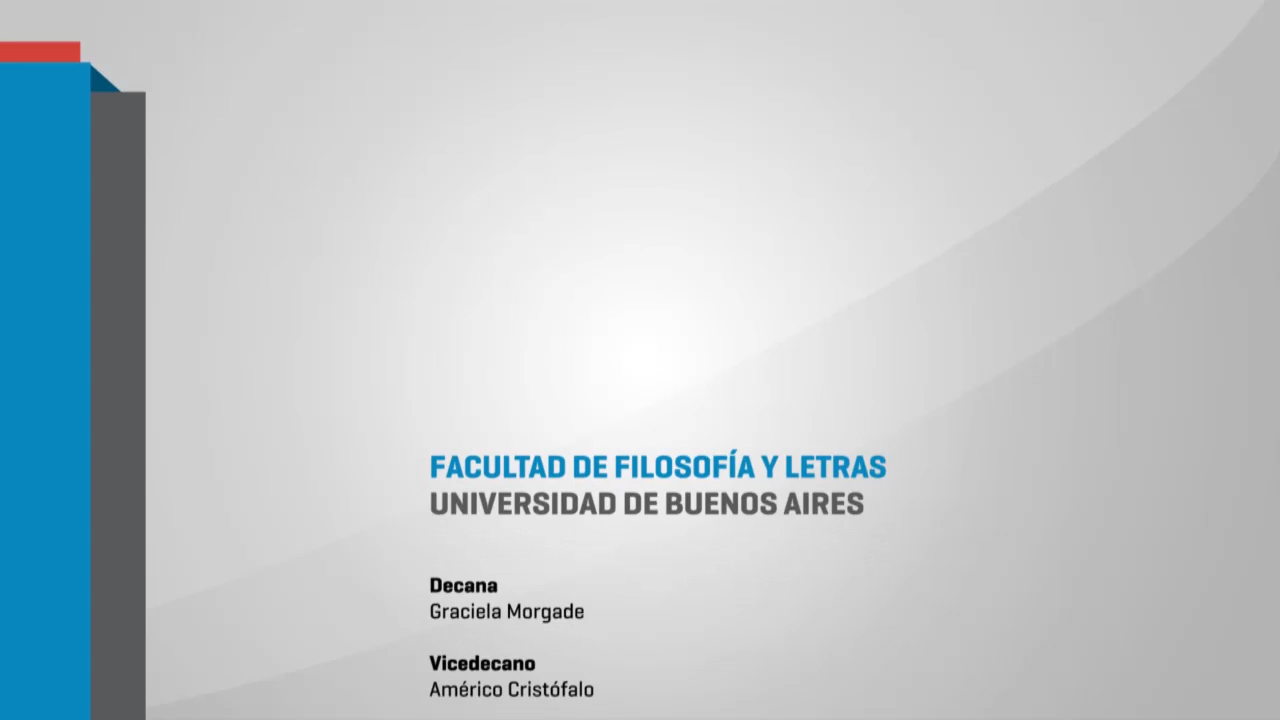 FACULTAD DE FILOSOFÍA Y LETRAS
UNIVERSIDAD DE BUENOS AIRES
Decana
Graciela Morgade
Vicedecano
Américo Cristófalo